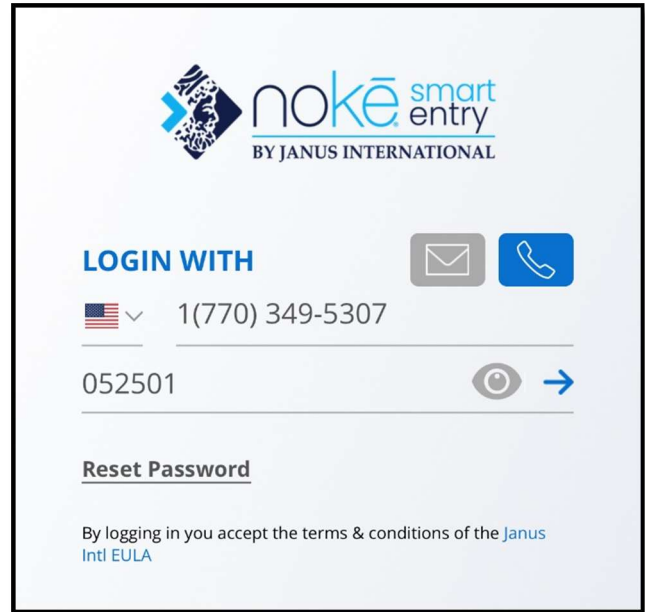 nokē smart
entry
BY JANUS INTERNATIONAL
LOGIN WITH
1(770) 349-5307
052501
Reset Password
By logging in you accept the terms & conditions of the Janus
Intl EULA